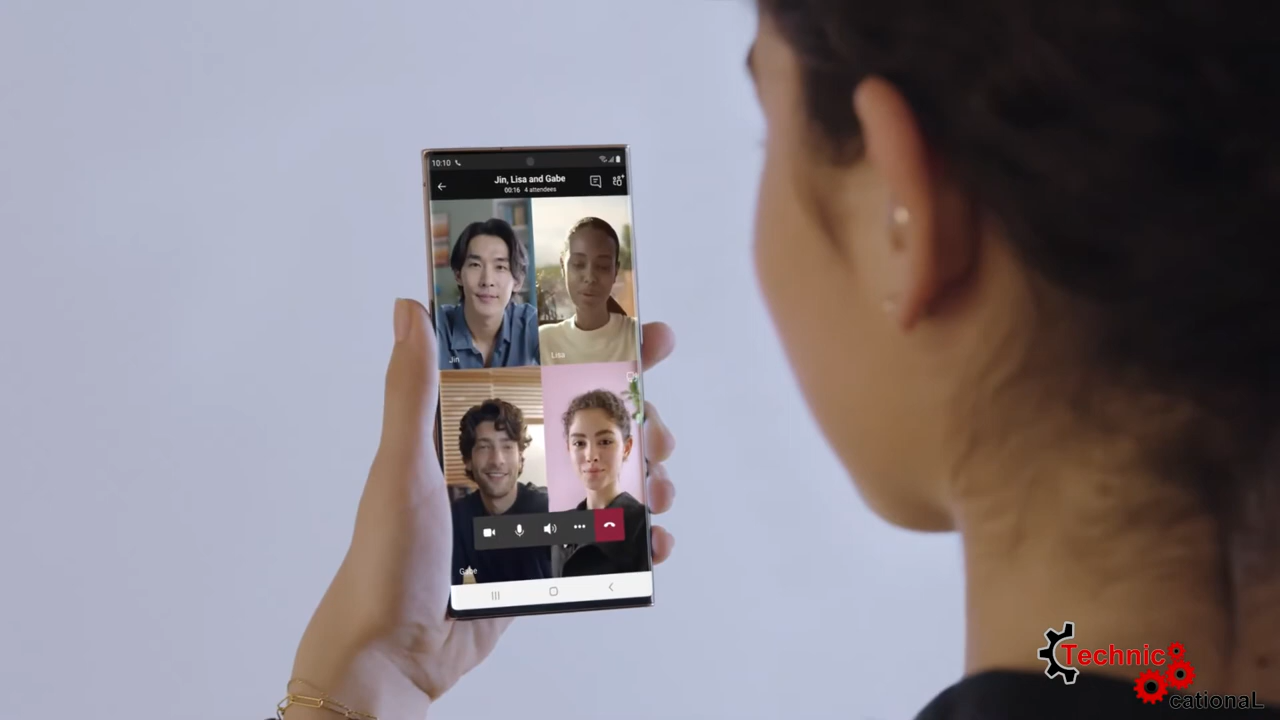 10:10
Jin, Lisa and Gabe
00:16 4 attendees
Jin
Lisa
Gabe
Technic
cationaL